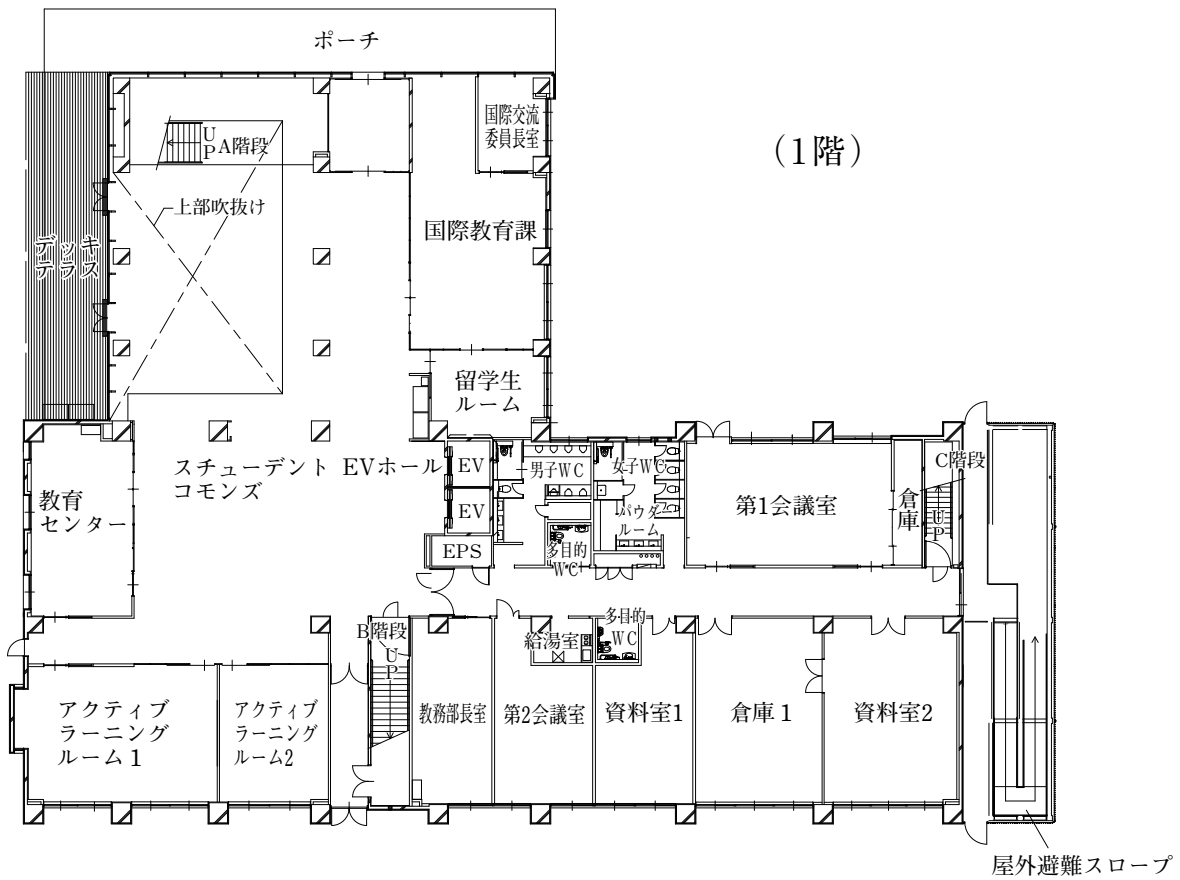 ポーチ
国際交流
委員長室
（1階）
UP
A階段
上部吹抜け
国際教育課
デッキ
テラス
留学生
ルーム
スチューデント
コモンズ
EVホール
EV
EV
EPS
男子WC
女子WC
パウダー
ルーム
多目的
WC
第1会議室
倉庫
C階段
UP
教育
センター
B階段
UP
給湯室
多目的
WC
アクティブ
ラーニング
ルーム1
アクティブ
ラーニング
ルーム2
教務部長室
第2会議室
資料室1
倉庫1
資料室2
屋外避難スロープ